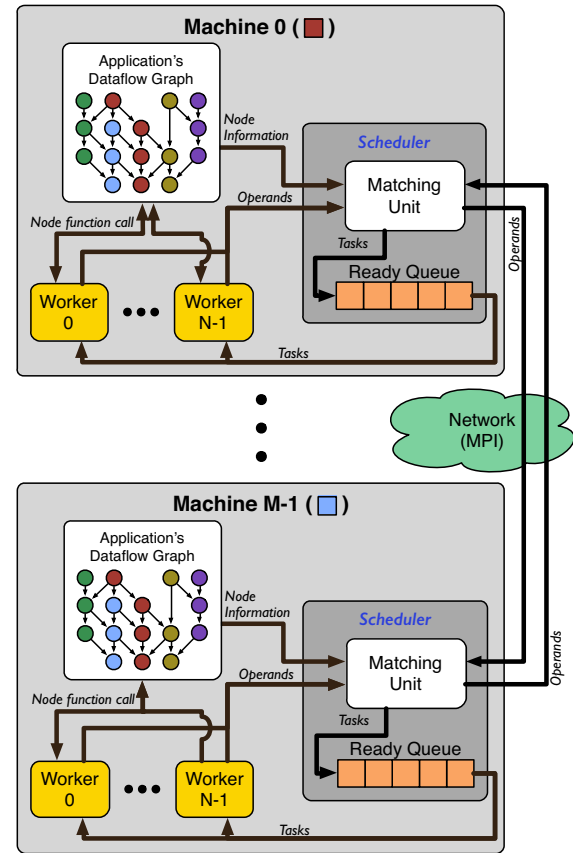 Machine 0 ( )
Application's
Dataflow Graph
Node
Information
Scheduler
Matching
Unit
Node function call
Operands
Operands
Tasks
Ready Queue
Worker
0
Worker
N-1
Tasks
Network
(MPI)
Machine M-1 ( )
Application's
Dataflow Graph
Node
Information
Scheduler
Matching
Unit
Node function call
Operands
Operands
Tasks
Ready Queue
Worker
0
Worker
N-1
Tasks